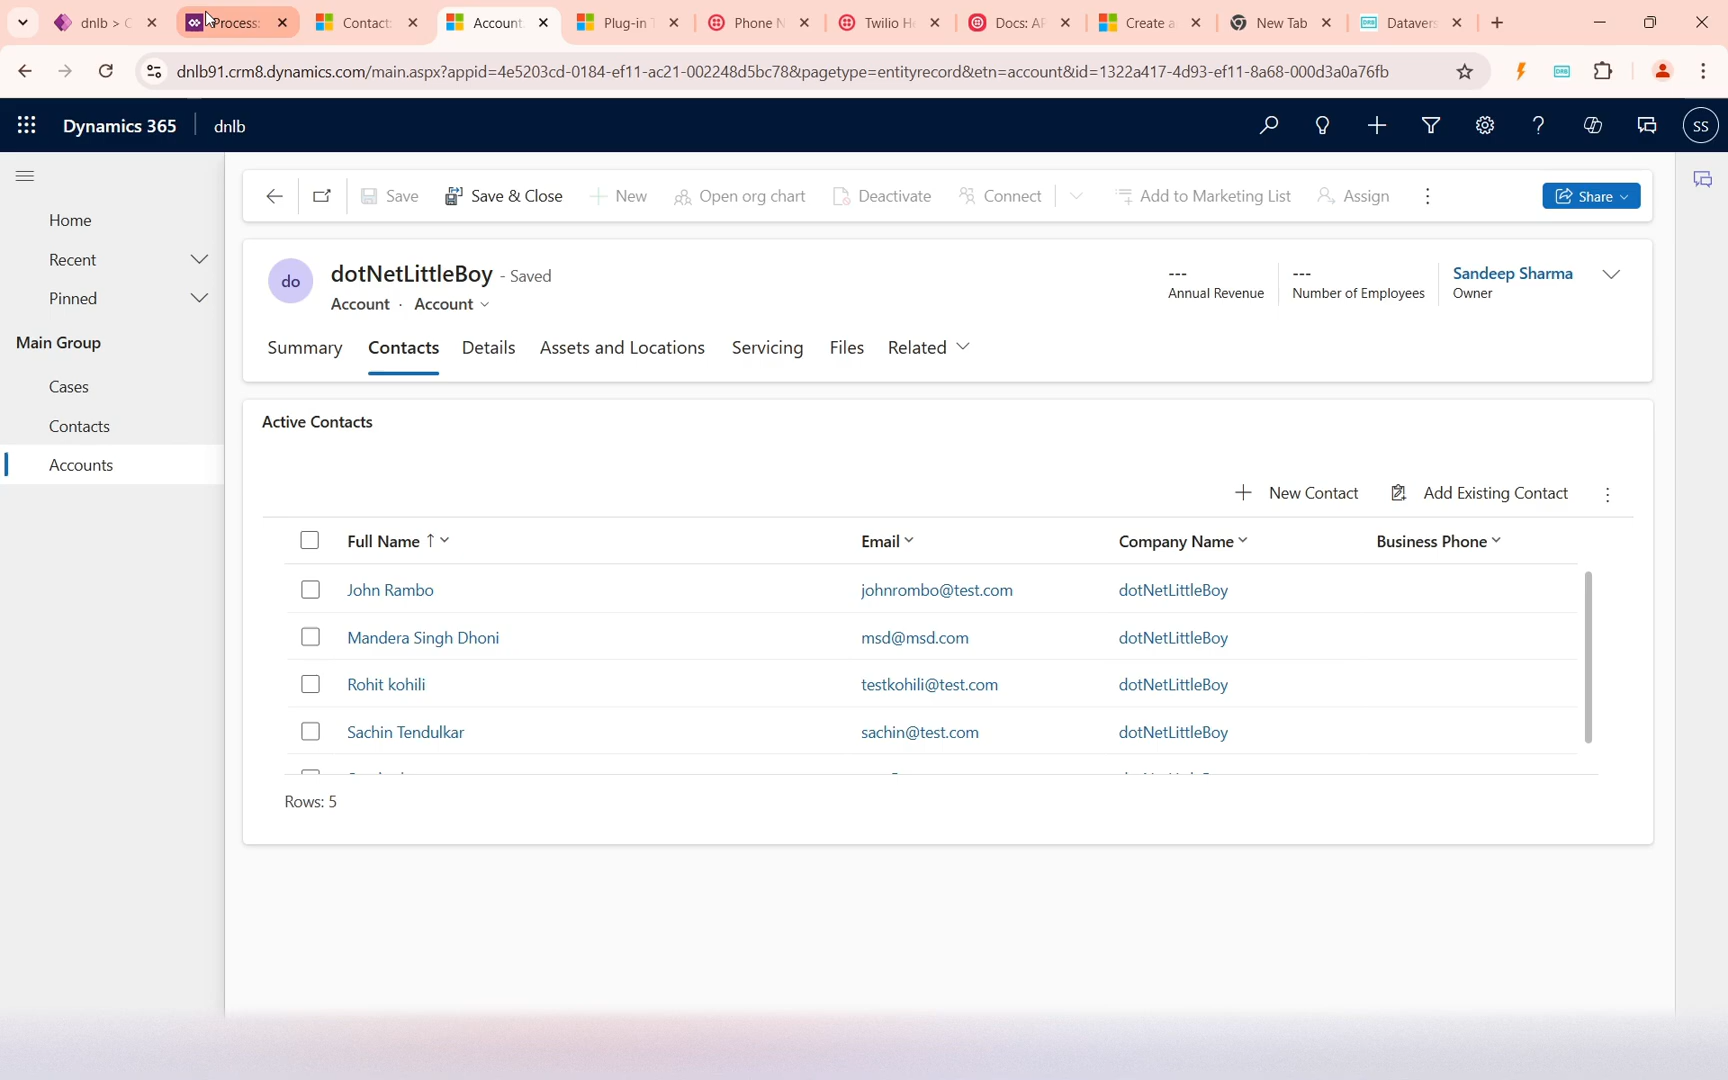 dnlb > C
Process:
Contact
Account
Plug-in T
Phone N
Twilio H
Docs: AP
Create a
New Tab
Dataver
dnlb91.crm8.dynamics.com/main.aspx?appid=4e5203cd-0184-ef11-ac21-002248d5bc78&pagetype=entityrecord&etn=account&id=1322a417-4d93-ef11-8a68-000d3a0a76fb
Dynamics 365
dnlb
SS
Home
Recent
Pinned
Main Group
Cases
Contacts
Accounts
Save
Save & Close
New
Open org chart
Deactivate
Connect
Add to Marketing List
Assign
Share
do
dotNetLittleBoy - Saved
Account · Account
---
Annual Revenue
---
Number of Employees
Sandeep Sharma
Owner
Summary
Contacts
Details
Assets and Locations
Servicing
Files
Related
Active Contacts
New Contact
Add Existing Contact
Full Name ↑
Email
Company Name
Business Phone
John Rambo johnrombo@test.com dotNetLittleBoy
Mandera Singh Dhoni msd@msd.com dotNetLittleBoy
Rohit kohili testkohili@test.com dotNetLittleBoy
Sachin Tendulkar sachin@test.com dotNetLittleBoy
Rows: 5